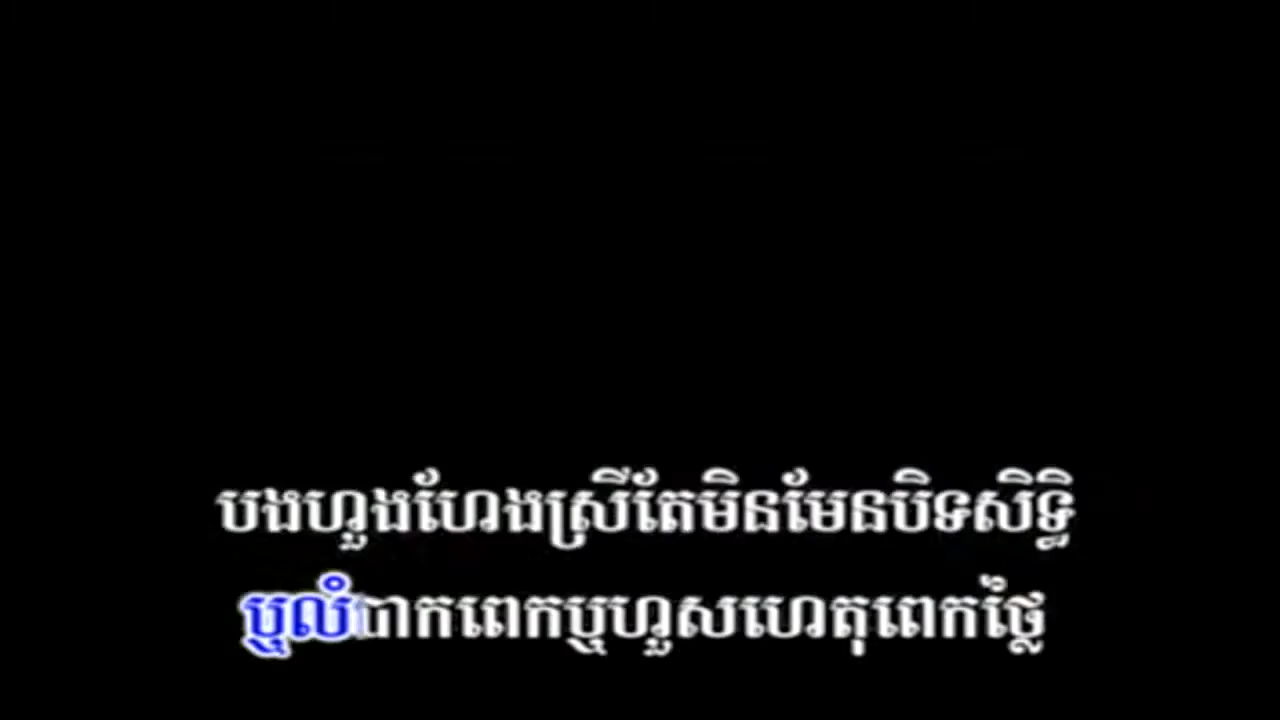 បងហួងហែងស្រីតែមិនមែនបិទសិទ្ធិ
ឬលំបាកពេកឬហួសហេតុពេកថ្លៃ